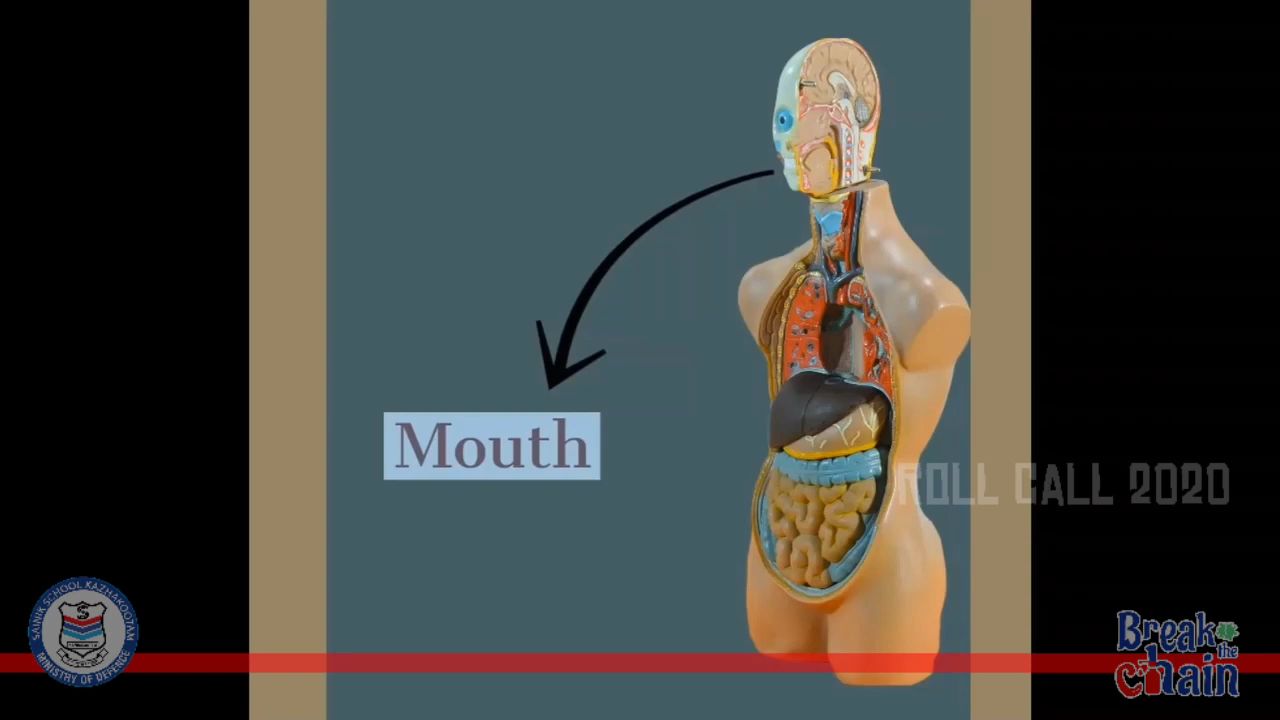 Mouth
ROLL CALL 2020
SAINIK SCHOOL KAZHAKOOTAM
MINISTRY OF DEFENCE
Break
the
chain